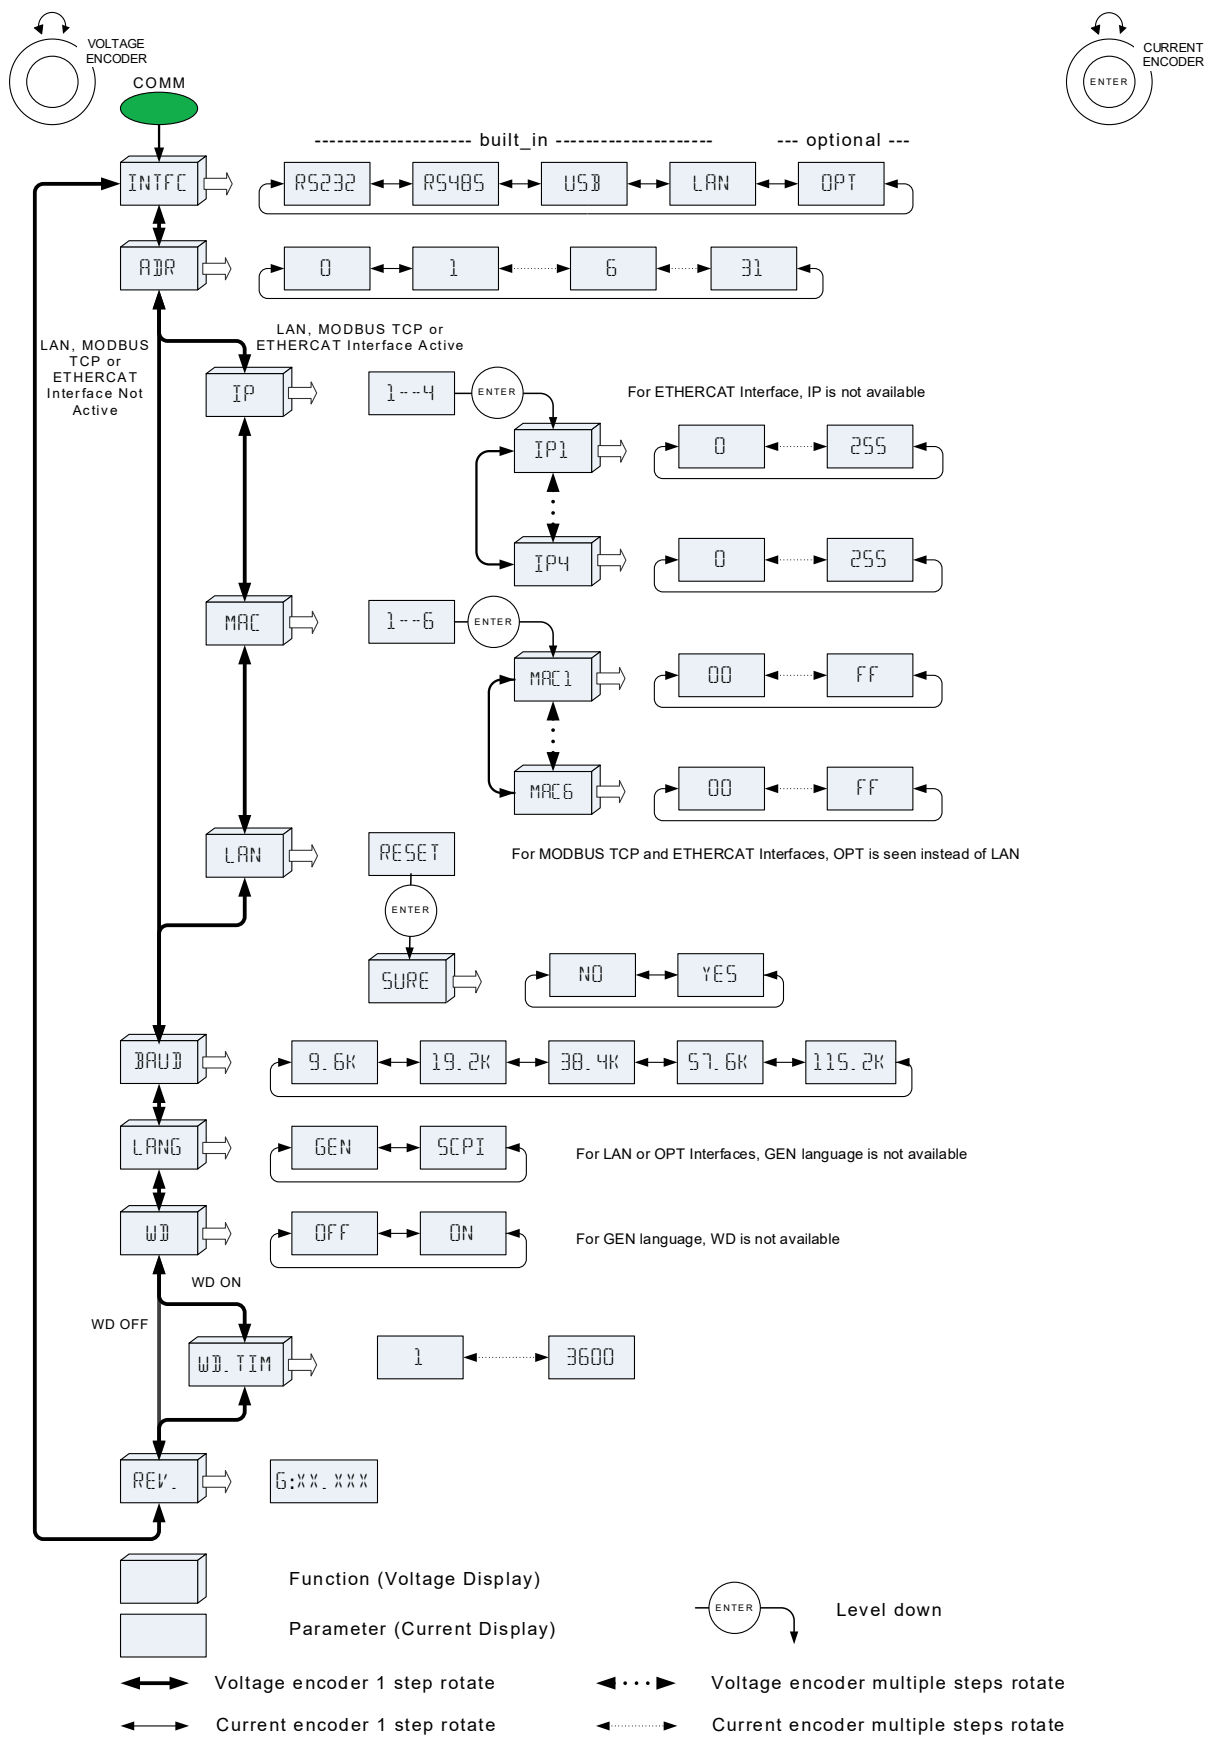 VOLTAGE
ENCODER
CURRENT
ENCODER
ENTER
COMM
built_in
--- optional ---
INTFC
RS232
RS485
USB
LAN
OPT
ADR
0
1
6
31
LAN, MODBUS
TCP or
ETHERCAT
Interface Not
Active
LAN, MODBUS TCP or
ETHERCAT Interface Active
IP
1--4
ENTER
For ETHERCAT Interface, IP is not available
IP1
0
255
IP4
0
255
MAC
1--6
ENTER
MAC1
00
FF
MAC6
00
FF
LAN
RESET
For MODBUS TCP and ETHERCAT Interfaces, OPT is seen instead of LAN
ENTER
SURE
NO
YES
BAUD
9.6K
19.2K
38.4K
57.6K
115.2K
LANG
GEN
SCPI
For LAN or OPT Interfaces, GEN language is not available
WD
OFF
ON
For GEN language, WD is not available
WD ON
WD OFF
WD.TIM
1
3600
REV.
G:XX.XXX
Function (Voltage Display)
Parameter (Current Display)
ENTER
Level down
Voltage encoder 1 step rotate
Voltage encoder multiple steps rotate
Current encoder 1 step rotate
Current encoder multiple steps rotate